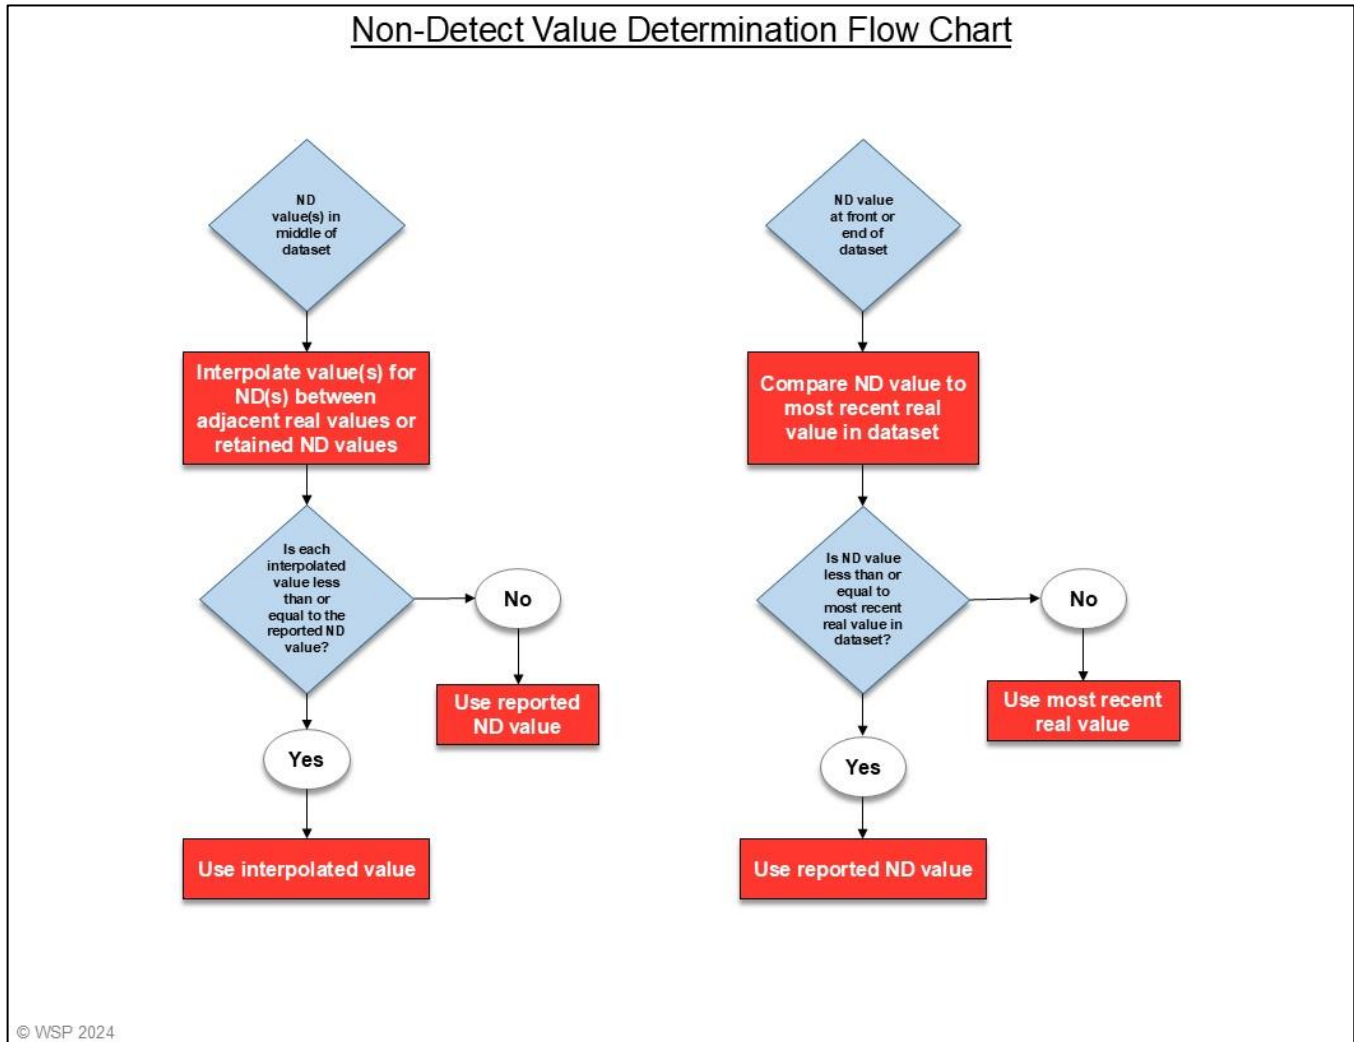 Non-Detect Value Determination Flow Chart
ND
value(s) in
middle of
dataset
Interpolate value(s) for
ND(s) between
adjacent real values or
retained ND values
Is each
interpolated
value less
than or
equal to the
reported ND
value?
No
Use reported
ND value
Yes
Use interpolated value
ND value
at front or
end of
dataset
Compare ND value to
most recent real
value in dataset
Is ND value
less than or
equal to
most recent
real value in
dataset?
No
Use most recent
real value
Yes
Use reported ND value
© WSP 2024